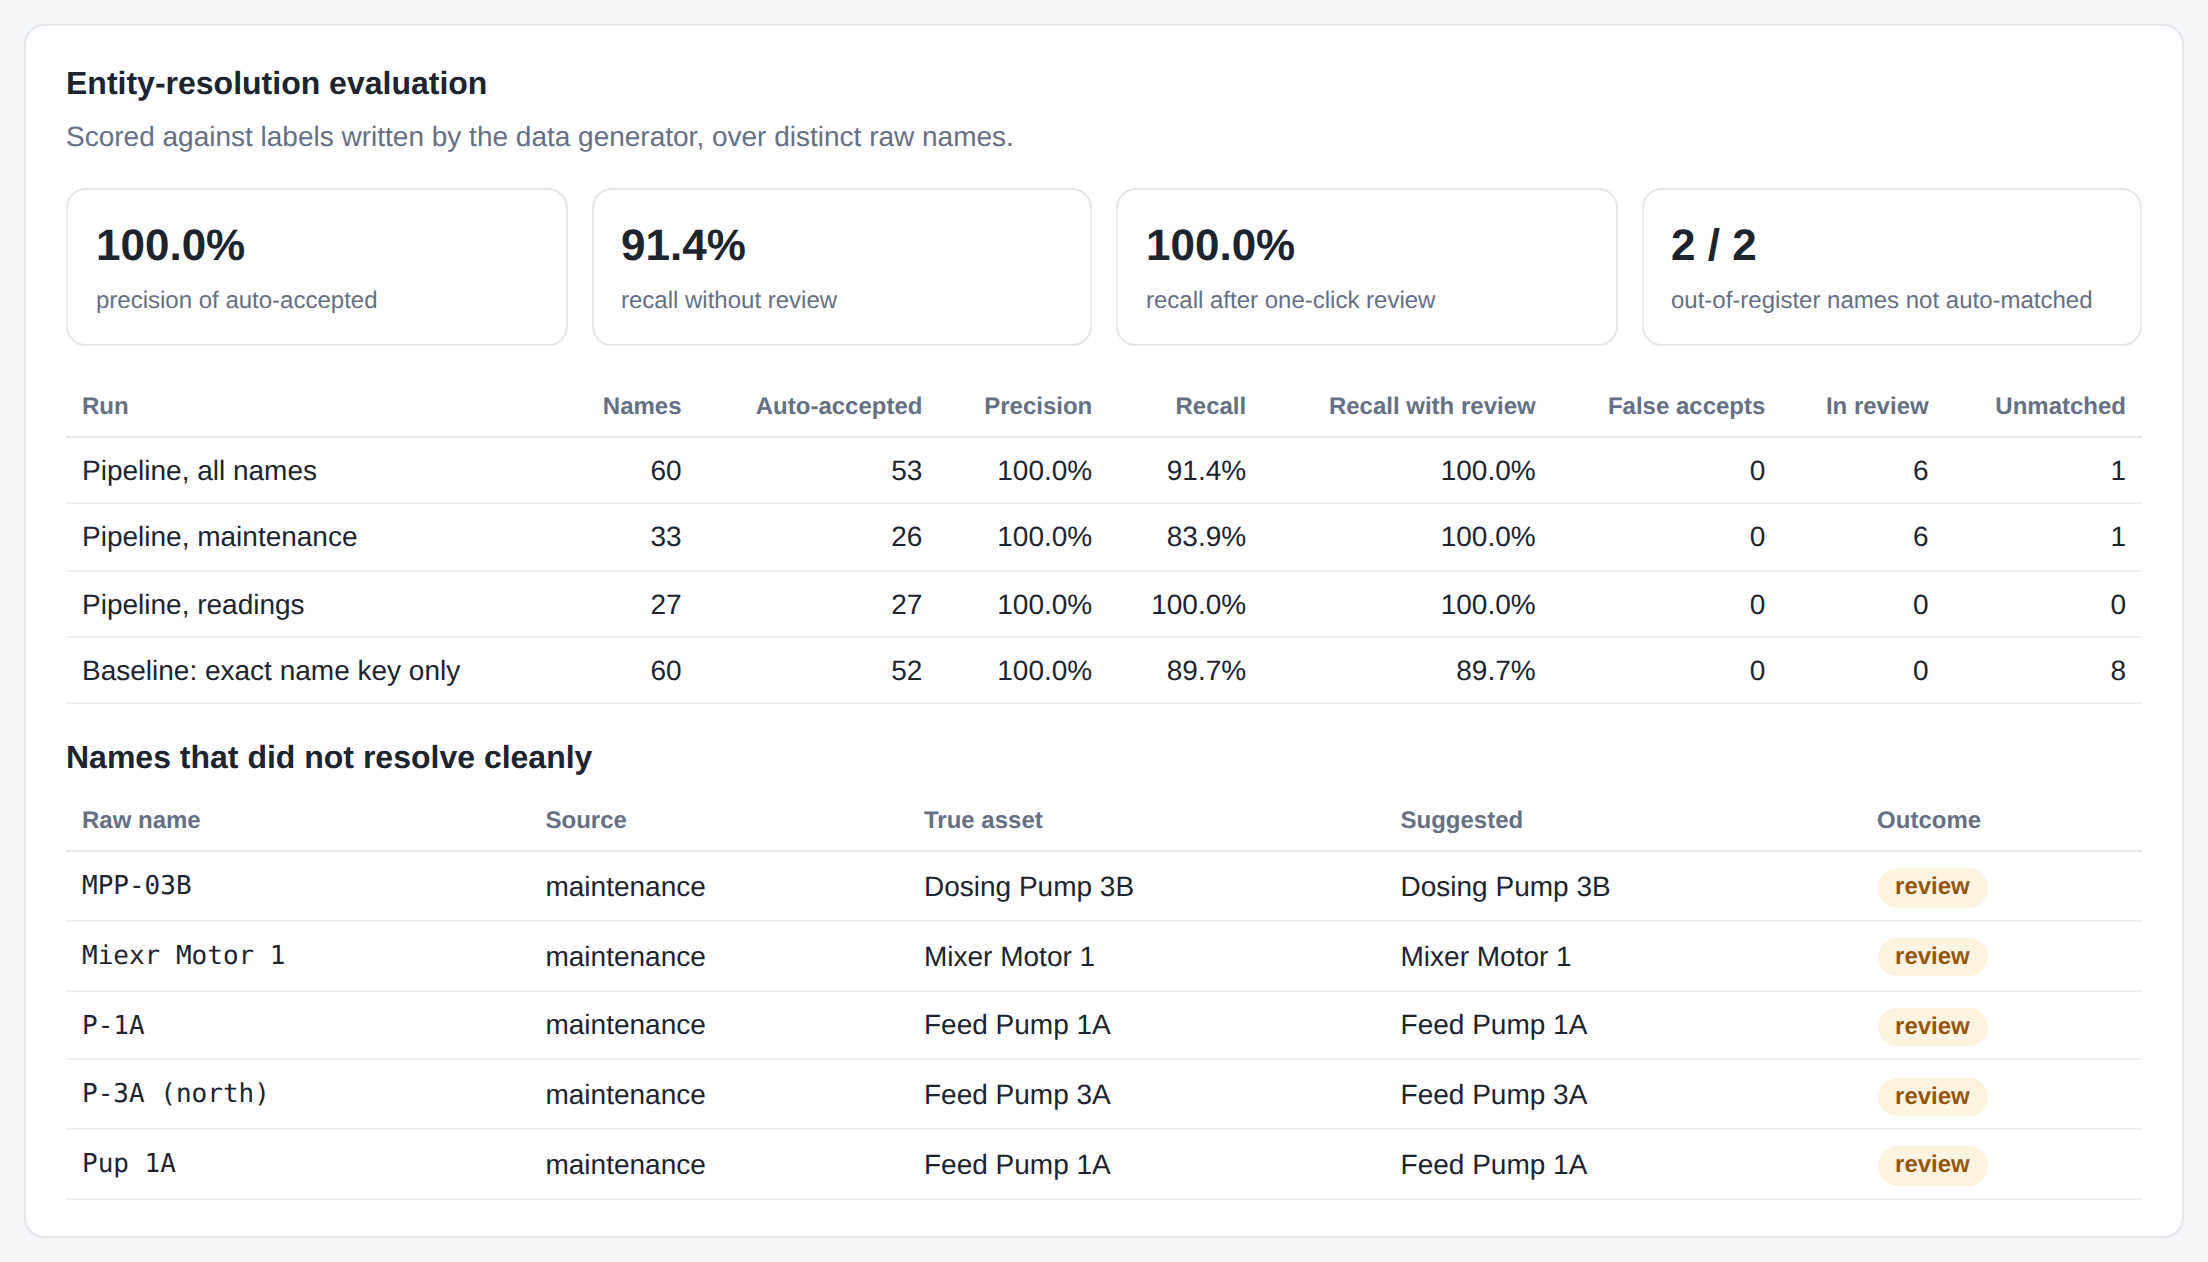 Entity-resolution evaluation
Scored against labels written by the data generator, over distinct raw names.
100.0%
precision of auto-accepted
91.4%
recall without review
100.0%
recall after one-click review
2 / 2
out-of-register names not auto-matched
Run Names Auto-accepted Precision Recall Recall with review False accepts In review Unmatched
Pipeline, all names 60 53 100.0% 91.4% 100.0% 0 6 1
Pipeline, maintenance 33 26 100.0% 83.9% 100.0% 0 6 1
Pipeline, readings 27 27 100.0% 100.0% 100.0% 0 0 0
Baseline: exact name key only 60 52 100.0% 89.7% 89.7% 0 0 8
Names that did not resolve cleanly
Raw name Source True asset Suggested Outcome
MPP-03B maintenance Dosing Pump 3B Dosing Pump 3B review
Miexr Motor 1 maintenance Mixer Motor 1 Mixer Motor 1 review
P-1A maintenance Feed Pump 1A Feed Pump 1A review
P-3A (north) maintenance Feed Pump 3A Feed Pump 3A review
Pup 1A maintenance Feed Pump 1A Feed Pump 1A review